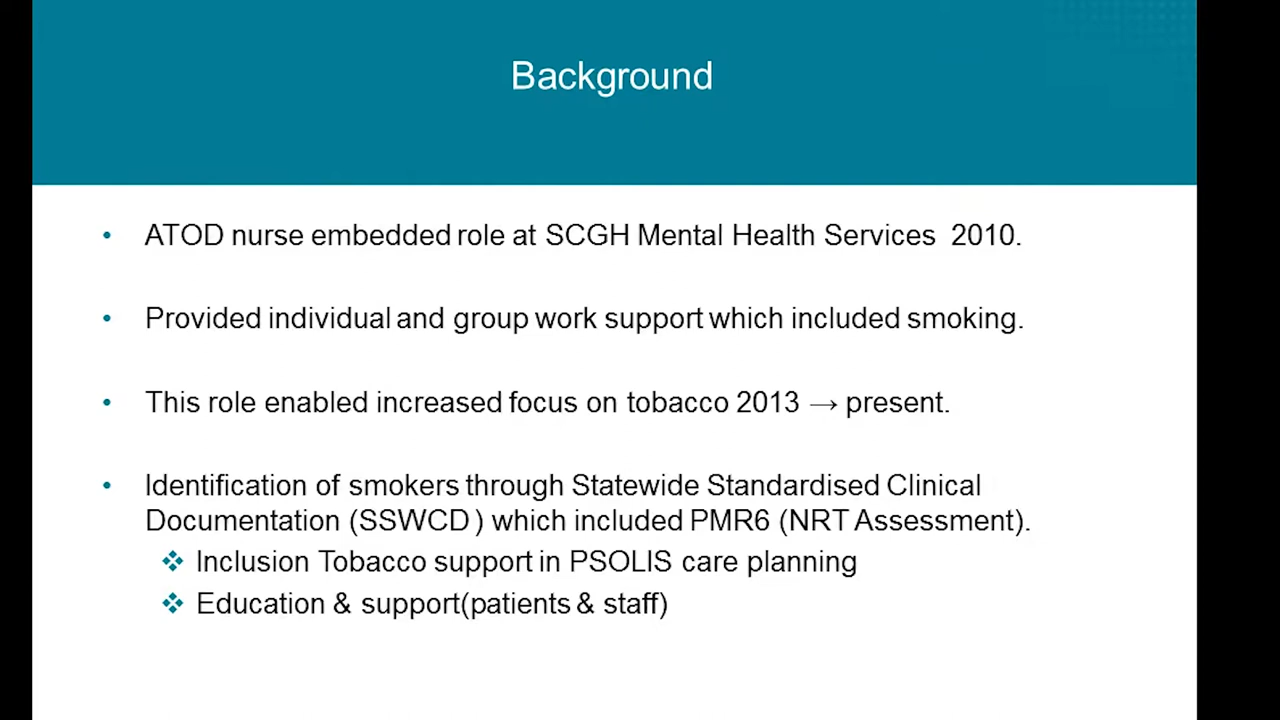 Background
• ATOD nurse embedded role at SCGH Mental Health Services  2010.
• Provided individual and group work support which included smoking.
• This role enabled increased focus on tobacco 2013 → present.
• Identification of smokers through Statewide Standardised Clinical
Documentation (SSWCD ) which included PMR6 (NRT Assessment).
❖ Inclusion Tobacco support in PSOLIS care planning
❖ Education & support(patients & staff)